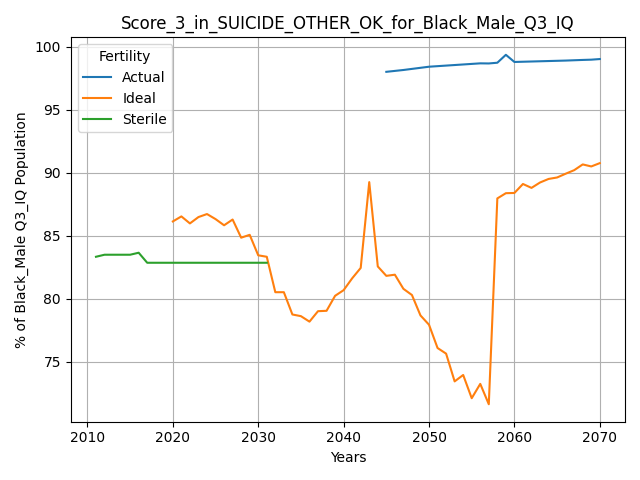 Score_3_in_SUICIDE_OTHER_OK_for_Black_Male_Q3_IQ
Fertility
Actual
Ideal
Sterile
% of Black_Male Q3_IQ Population
100
95
90
85
80
75
2010 2020 2030 2040 2050 2060 2070
Years